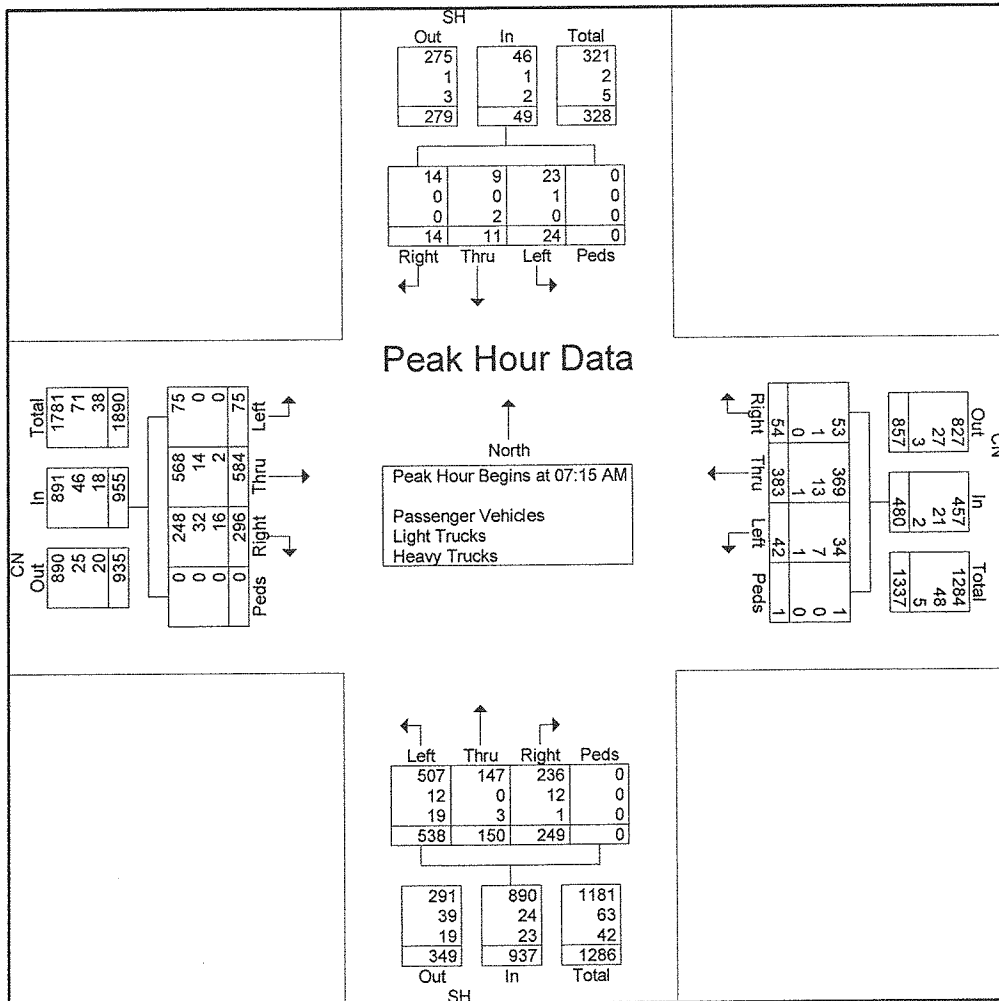 SH
Out In Total
275 46 321
1 1 2
3 2 5
279 49 328
14 9 23 0
0 0 1 0
0 2 0 0
14 11 24 0
Right Thru Left Peds
Peak Hour Data
North
Peak Hour Begins at 07:15 AM
Passenger Vehicles
Light Trucks
Heavy Trucks
Total
1781 71 38 1890
In
891 46 18 955
Out
890 25 20 935
CN
Left
75 0 0 75
Thru
568 14 2 584
Right
248 32 16 296
Peds
0 0 0 0
Right
53 1 0 54
Thru
369 13 1 383
Left
34 7 1 42
Peds
1 0 0 1
CN
Out
827 27 3 857
In
457 21 2 480
Total
1284 48 5 1337
Left Thru Right Peds
507 147 236 0
12 0 12 0
19 3 1 0
538 150 249 0
291 890 1181
39 24 63
19 23 42
349 937 1286
Out In Total
SH